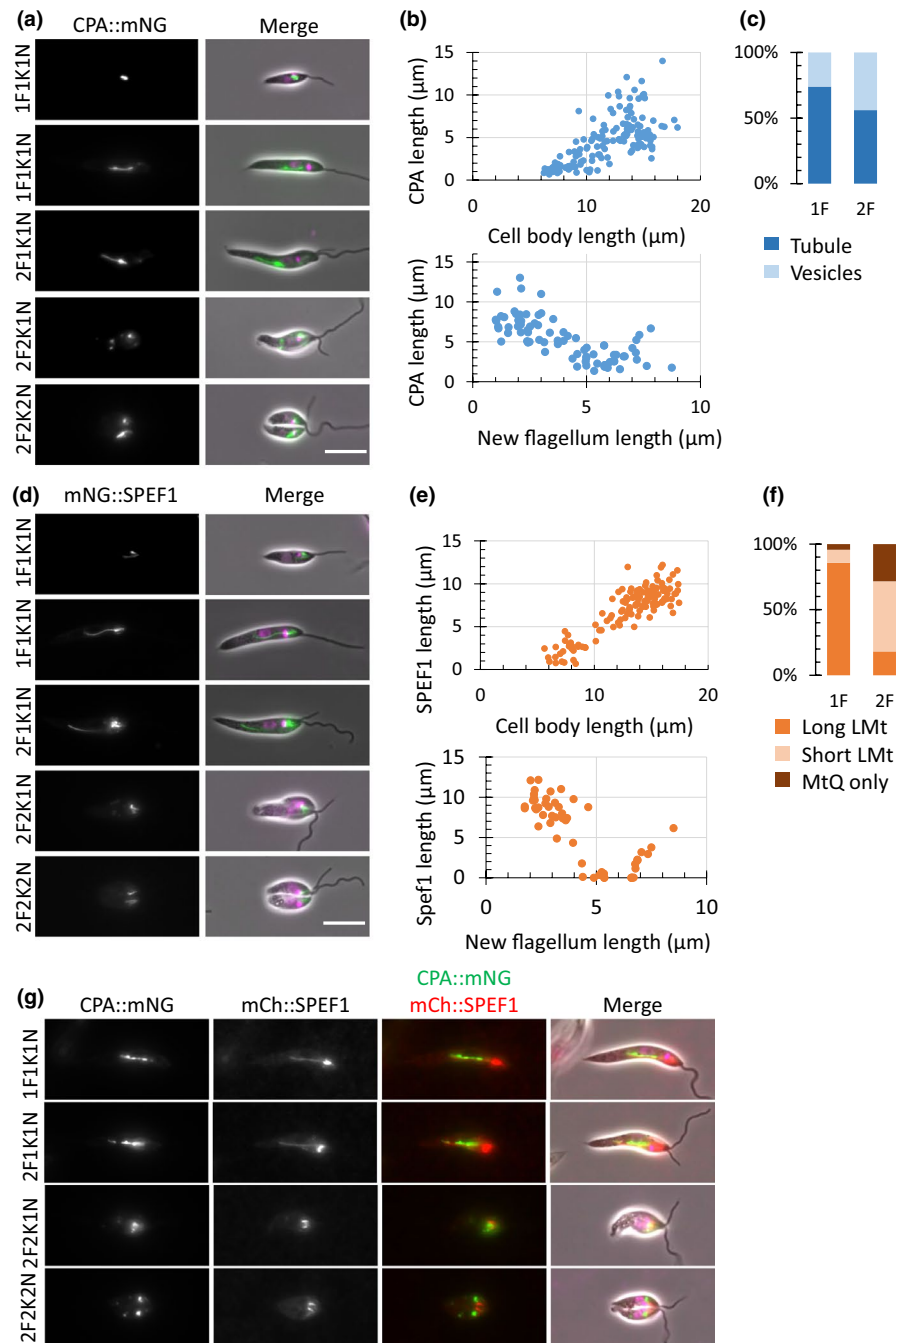 (a)
CPA::mNG
Merge
1F1K1N
1F1K1N
2F1K1N
2F2K1N
2F2K2N
(b)
CPA length (µm)
15
10
5
0
0
10
20
Cell body length (µm)
CPA length (µm)
15
10
5
0
0
5
10
New flagellum length (µm)
(c)
100%
50%
0%
1F
2F
Tubule
Vesicles
(d)
mNG::SPEF1
Merge
1F1K1N
1F1K1N
2F1K1N
2F2K1N
2F2K2N
(e)
SPEF1 length (µm)
15
10
5
0
0
10
20
Cell body length (µm)
Spef1 length (µm)
15
10
5
0
0
5
10
New flagellum length (µm)
(f)
100%
50%
0%
1F
2F
Long LMt
Short LMt
MtQ only
(g)
CPA::mNG
mCh::SPEF1
CPA::mNG
mCh::SPEF1
Merge
1F1K1N
2F1K1N
2F2K1N
2F2K2N